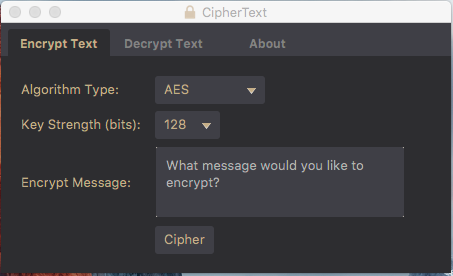 CipherText
Encrypt Text Decrypt Text About
Algorithm Type: AES
Key Strength (bits): 128
Encrypt Message: What message would you like to
encrypt?
Cipher